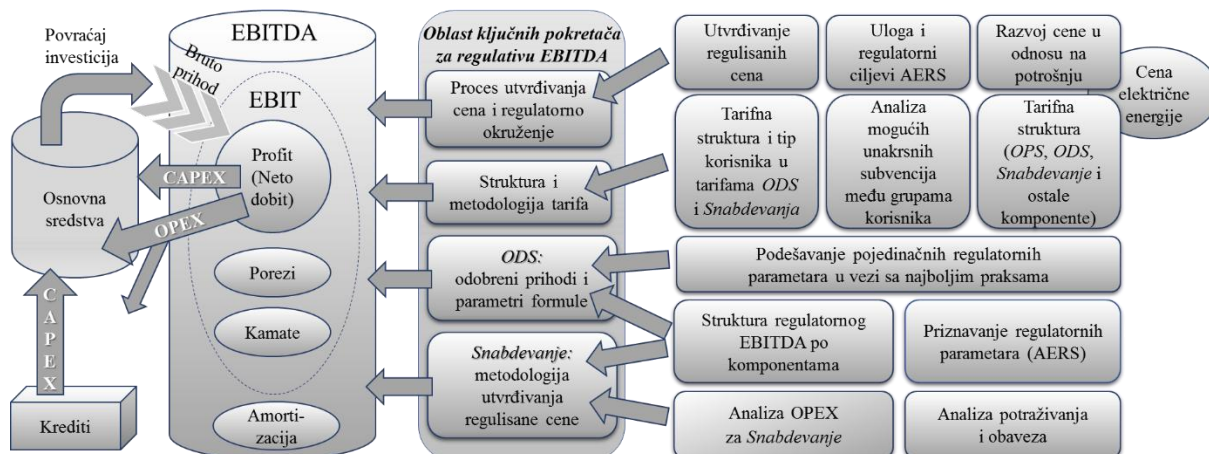 Povraćaj
investicija
Bruto
prihod
EBITDA
EBIT
Profit
(Neto
dobit)
Porezi
Kamate
Amorti-
zacija
CAPEX
OPEX
Osnovna
sredstva
CAPEX
Krediti
Oblast ključnih pokretača
za regulativu EBITDA
Proces utvrđivanja
cena i regulatorno
okruženje
Struktura i
metodologija tarifa
ODS:
odobreni prihodi i
parametri formule
Snabdevanje:
metodologija
utvrđivanja
regulisane cene
Utvrđivanje
regulisanih
cena
Uloga i
regulatorni
ciljevi AERS
Razvoj cene u
odnosu na
potrošnju
Cena
električne
energije
Tarifna
struktura i tip
korisnika u
tarifama ODS
i Snabdevanja
Analiza
mogućih
unakrsnih
subvencija
među grupama
korisnika
Tarifna
struktura
(OPS, ODS,
Snabdevanje i
ostale
komponente)
Podešavanje pojedinačnih regulatornih
parametara u vezi sa najboljim praksama
Struktura regulatornog
EBITDA po
komponentama
Priznavanje regulatornih
parametara (AERS)
Analiza OPEX
za Snabdevanje
Analiza potraživanja
i obaveza